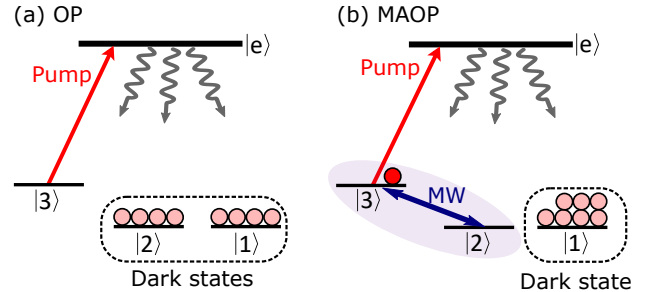 (a) OP
|e⟩
Pump
|3⟩
|2⟩
|1⟩
Dark states
(b) MAOP
|e⟩
Pump
MW
|3⟩
|2⟩
|1⟩
Dark state